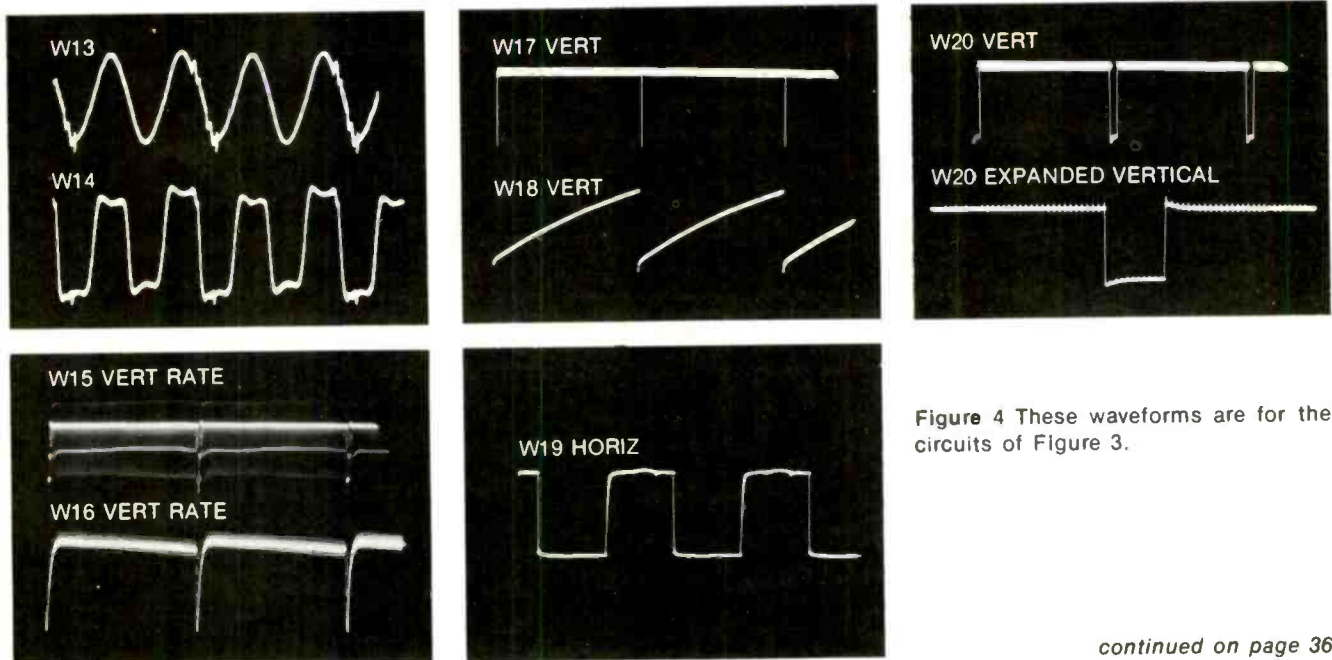 W13
W14
W17 VERT
W18 VERT
W20 VERT
W20 EXPANDED VERTICAL
W15 VERT RATE
W16 VERT RATE
W19 HORIZ
Figure 4 These waveforms are for the
circuits of Figure 3.
continued on page 36